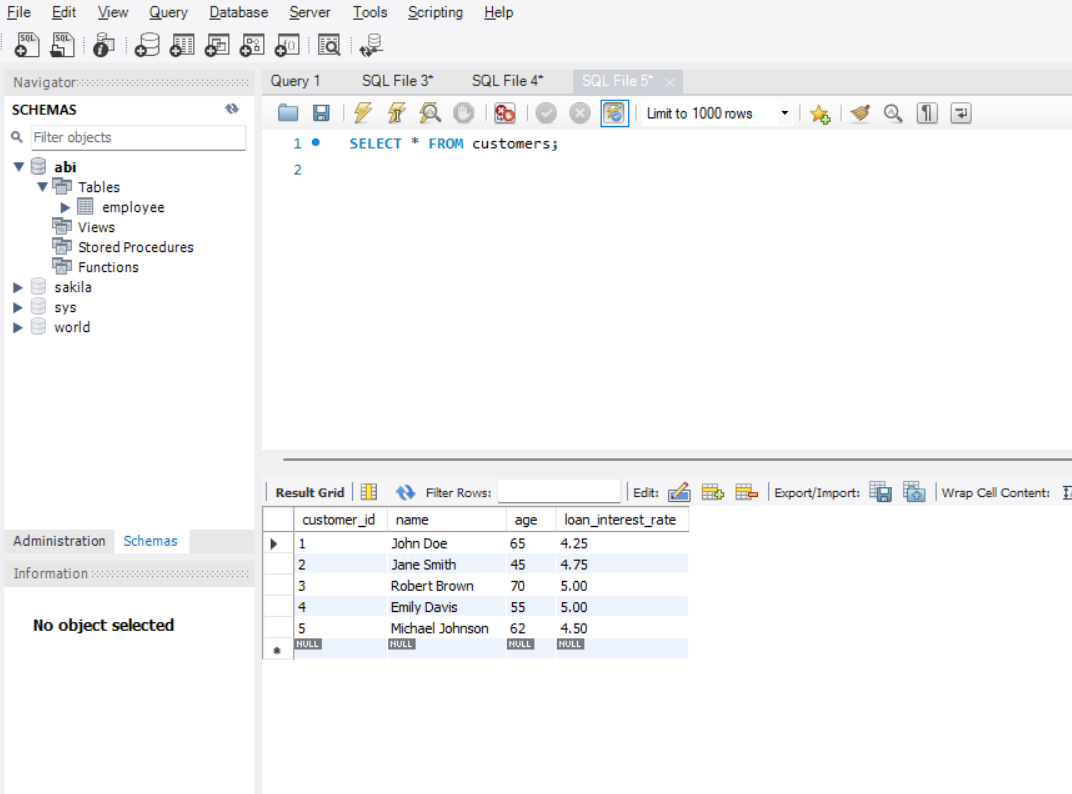 File Edit View Query Database Server Tools Scripting Help
SQL SQL
Navigator
SCHEMAS
Filter objects
abi
Tables
employee
Views
Stored Procedures
Functions
sakila
sys
world
Administration Schemas
Information
No object selected
Query 1 SQL File 3* SQL File 4* SQL File 5*
Limit to 1000 rows
1 SELECT * FROM customers;
2
Result Grid Filter Rows: Edit: Export/Import: Wrap Cell Content:
customer_id name age loan_interest_rate
1 John Doe 65 4.25
2 Jane Smith 45 4.75
3 Robert Brown 70 5.00
4 Emily Davis 55 5.00
5 Michael Johnson 62 4.50
NULL NULL NULL NULL